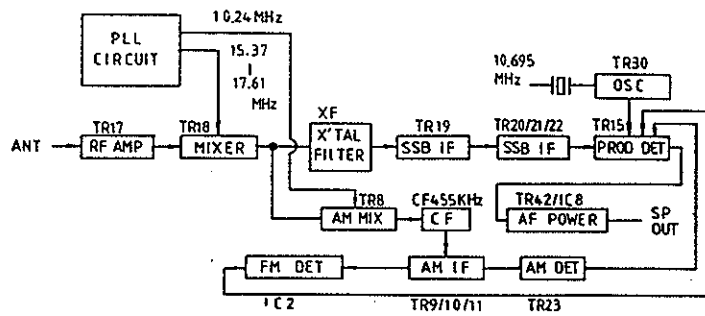 PLL
CIRCUIT
10.24 MHz
15.37
|
17.61
MHz
10.695
MHz
TR30
OSC
XF
X'TAL
FILTER
TR17
RF AMP
TR18
MIXER
ANT
TR19
SSB IF
TR20/21/22
SSB IF
TR15
PROD DET
TR8
AM MIX
CF455KHz
CF
TR42/IC8
AF POWER
SP
OUT
FM DET
AM IF
AM DET
IC2
TR9/10/11
TR23